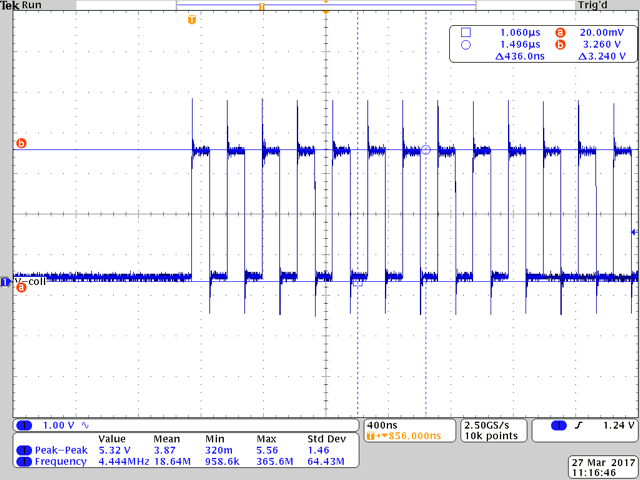 Tek Run Trig'd
T
T
1.060µs a 20.00mV
1.496µs b 3.260 V
Δ436.0ns Δ3.240 V
b
1 V_coil
a
1 1.00 V ∿
400ns
T→▼856.000ns
2.50GS/s
10k points
1 ʃ 1.24 V
Value Mean Min Max Std Dev
1 Peak-Peak 5.32 V 3.87 320m 5.56 1.46
1 Frequency 4.444MHz 18.64M 958.6k 365.6M 64.43M
27 Mar 2017
11:16:46